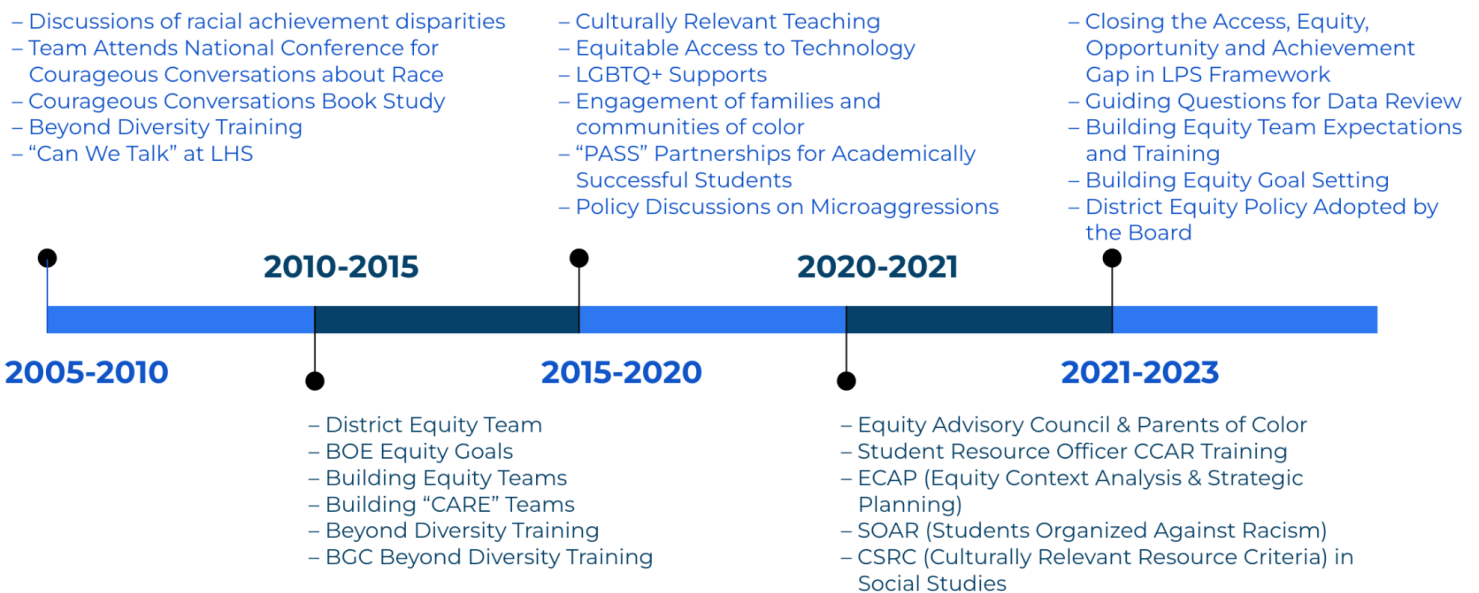 – Discussions of racial achievement disparities
– Team Attends National Conference for
Courageous Conversations about Race
– Courageous Conversations Book Study
– Beyond Diversity Training
– “Can We Talk” at LHS
– Culturally Relevant Teaching
– Equitable Access to Technology
– LGBTQ+ Supports
– Engagement of families and
communities of color
– “PASS” Partnerships for Academically
Successful Students
– Policy Discussions on Microaggressions
– Closing the Access, Equity,
Opportunity and Achievement
Gap in LPS Framework
– Guiding Questions for Data Review
– Building Equity Team Expectations
and Training
– Building Equity Goal Setting
– District Equity Policy Adopted by
the Board
2010-2015
2020-2021
2005-2010
2015-2020
2021-2023
– District Equity Team
– BOE Equity Goals
– Building Equity Teams
– Building “CARE” Teams
– Beyond Diversity Training
– BGC Beyond Diversity Training
– Equity Advisory Council & Parents of Color
– Student Resource Officer CCAR Training
– ECAP (Equity Context Analysis & Strategic
Planning)
– SOAR (Students Organized Against Racism)
– CSRC (Culturally Relevant Resource Criteria) in
Social Studies